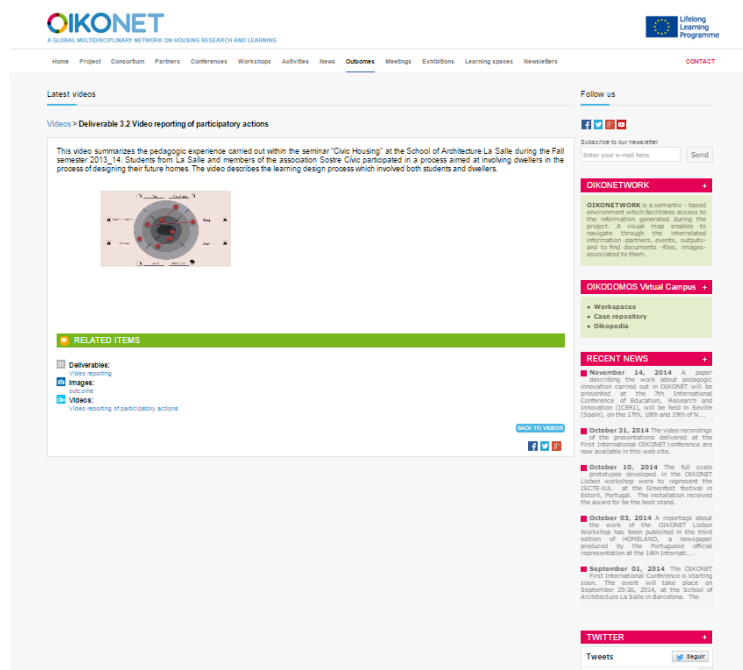 OIKONET
A GLOBAL MULTIDISCIPLINARY NETWORK ON HOUSING RESEARCH AND LEARNING
Lifelong
Learning
Programme
Home Project Consortium Partners Conferences Workshops Activities News Outcomes Meetings Exhibitions Learning spaces Newsletters CONTACT
Latest videos
Videos > Deliverable 3.2 Video reporting of participatory actions
This video summarizes the pedagogic experience carried out within the seminar "Civic Housing" at the School of Architecture La Salle during the Fall
semester 2013_14. Students from La Salle and members of the association Sostre Cívic participated in a process aimed at involving dwellers in the
process of designing their future homes. The video describes the learning design process which involved both students and dwellers.
RELATED ITEMS
Deliverables:
Video reporting
Images:
outcome
Videos:
Video reporting of participatory actions
BACK TO VIDEOS
Follow us
Subscribe to our newsletter
Enter your e-mail here Send
OIKONETWORK +
OIKONETWORK is a semantic - based
environment which facilitates access to
the information generated during the
project. A visual map enables to
navigate through the interrelated
information -partners, events, outputs-
and to find documents -files, images-
associated to them.
OIKODOMOS Virtual Campus +
• Workspaces
• Case repository
• Oikopedia
RECENT NEWS +
November 14, 2014 A paper
describing the work about pedagogic
innovation carried out in OIKONET will be
presented at the 7th International
Conference of Education, Research and
Innovation (ICERI), will be held in Seville
(Spain), on the 17th, 18th and 19th of N...
October 31, 2014 The video recordings
of the presentations delivered at the
First International OIKONET conference are
now available in this web site.
October 10, 2014 The full scale
prototypes developed in the OIKONET
Lisbon workshop were to represent the
ISCTE-IUL at the Greenfest festival in
Estoril, Portugal. The installation received
the award for be the best stand.
October 03, 2014 A reportage about
the work of the OIKONET Lisbon
Workshop has been published in the third
edition of HOMELAND, a newspaper
produced by the Portuguese official
representation at the 14th Internati...
September 01, 2014 The OIKONET
First International Conference is starting
soon. The event will take place on
September 25-26, 2014, at the School of
Architecture La Salle in Barcelona. The
TWITTER +
Tweets Seguir